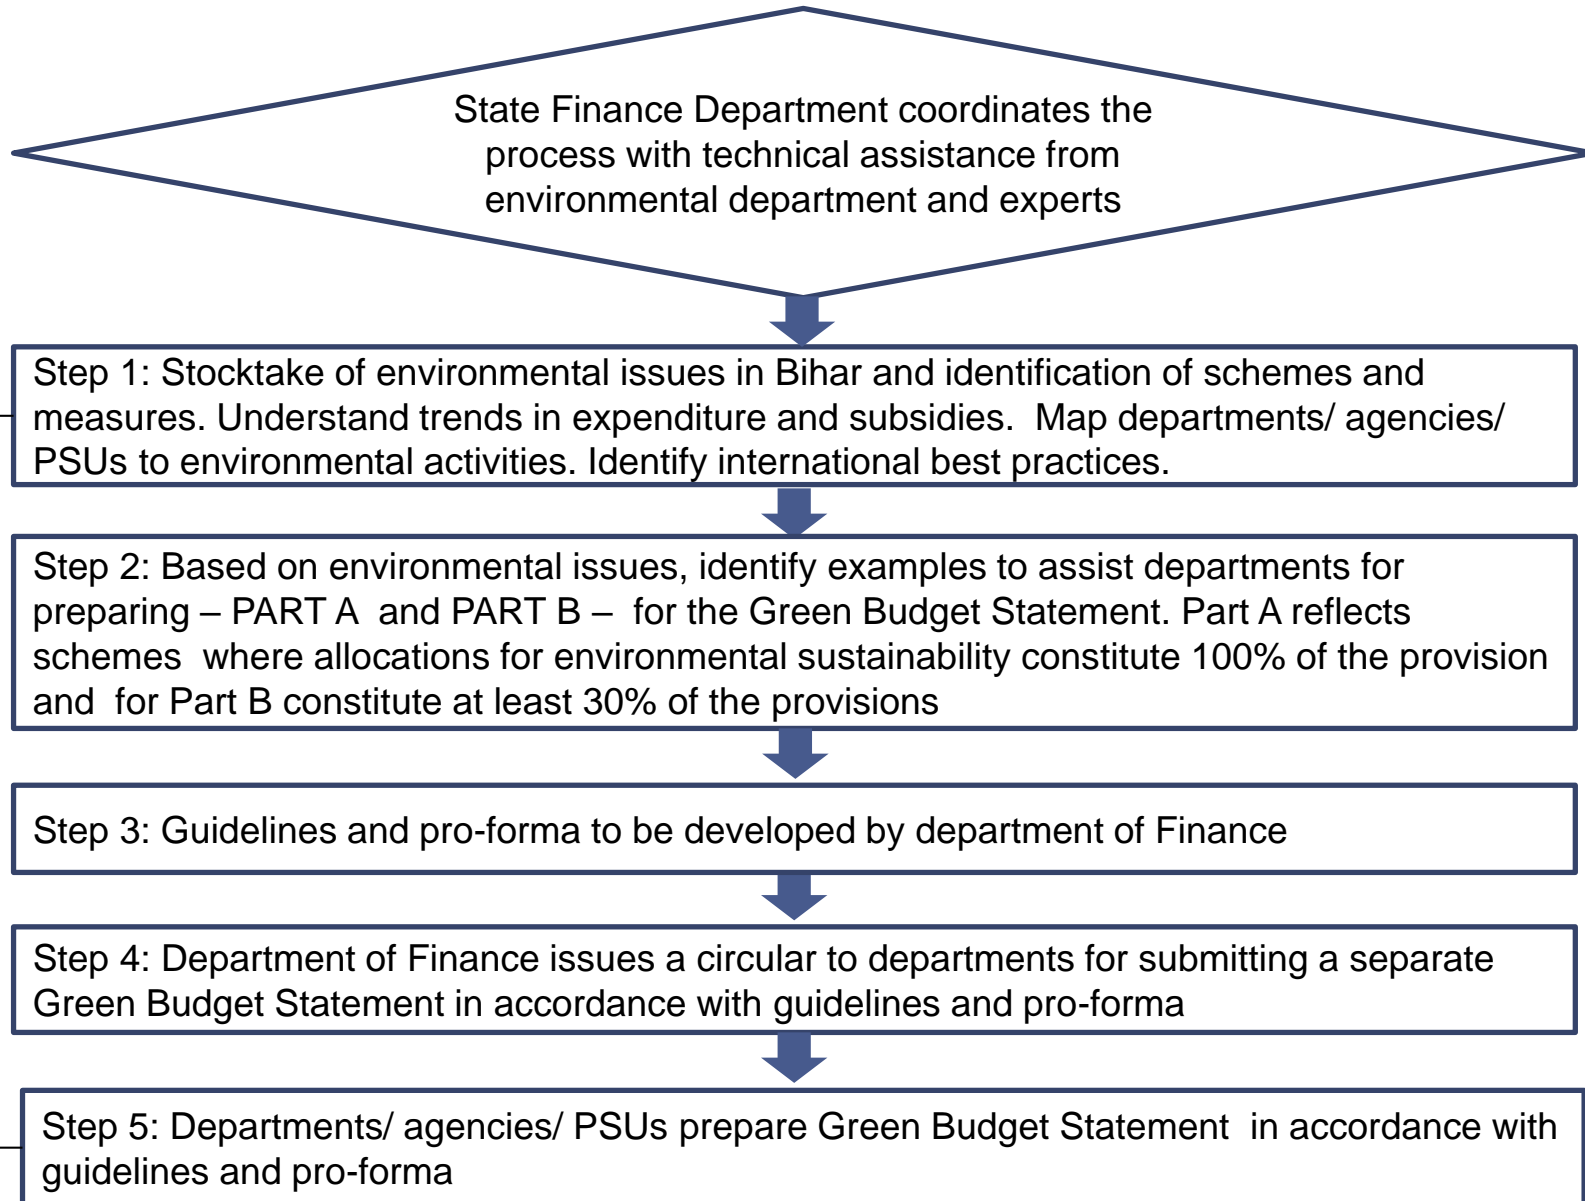 State Finance Department coordinates the
process with technical assistance from
environmental department and experts
Step 1: Stocktake of environmental issues in Bihar and identification of schemes and
measures. Understand trends in expenditure and subsidies.  Map departments/ agencies/
PSUs to environmental activities. Identify international best practices.
Step 2: Based on environmental issues, identify examples to assist departments for
preparing – PART A  and PART B –  for the Green Budget Statement. Part A reflects
schemes  where allocations for environmental sustainability constitute 100% of the provision
and  for Part B constitute at least 30% of the provisions
Step 3: Guidelines and pro-forma to be developed by department of Finance
Step 4: Department of Finance issues a circular to departments for submitting a separate
Green Budget Statement in accordance with guidelines and pro-forma
Step 5: Departments/ agencies/ PSUs prepare Green Budget Statement  in accordance with
guidelines and pro-forma